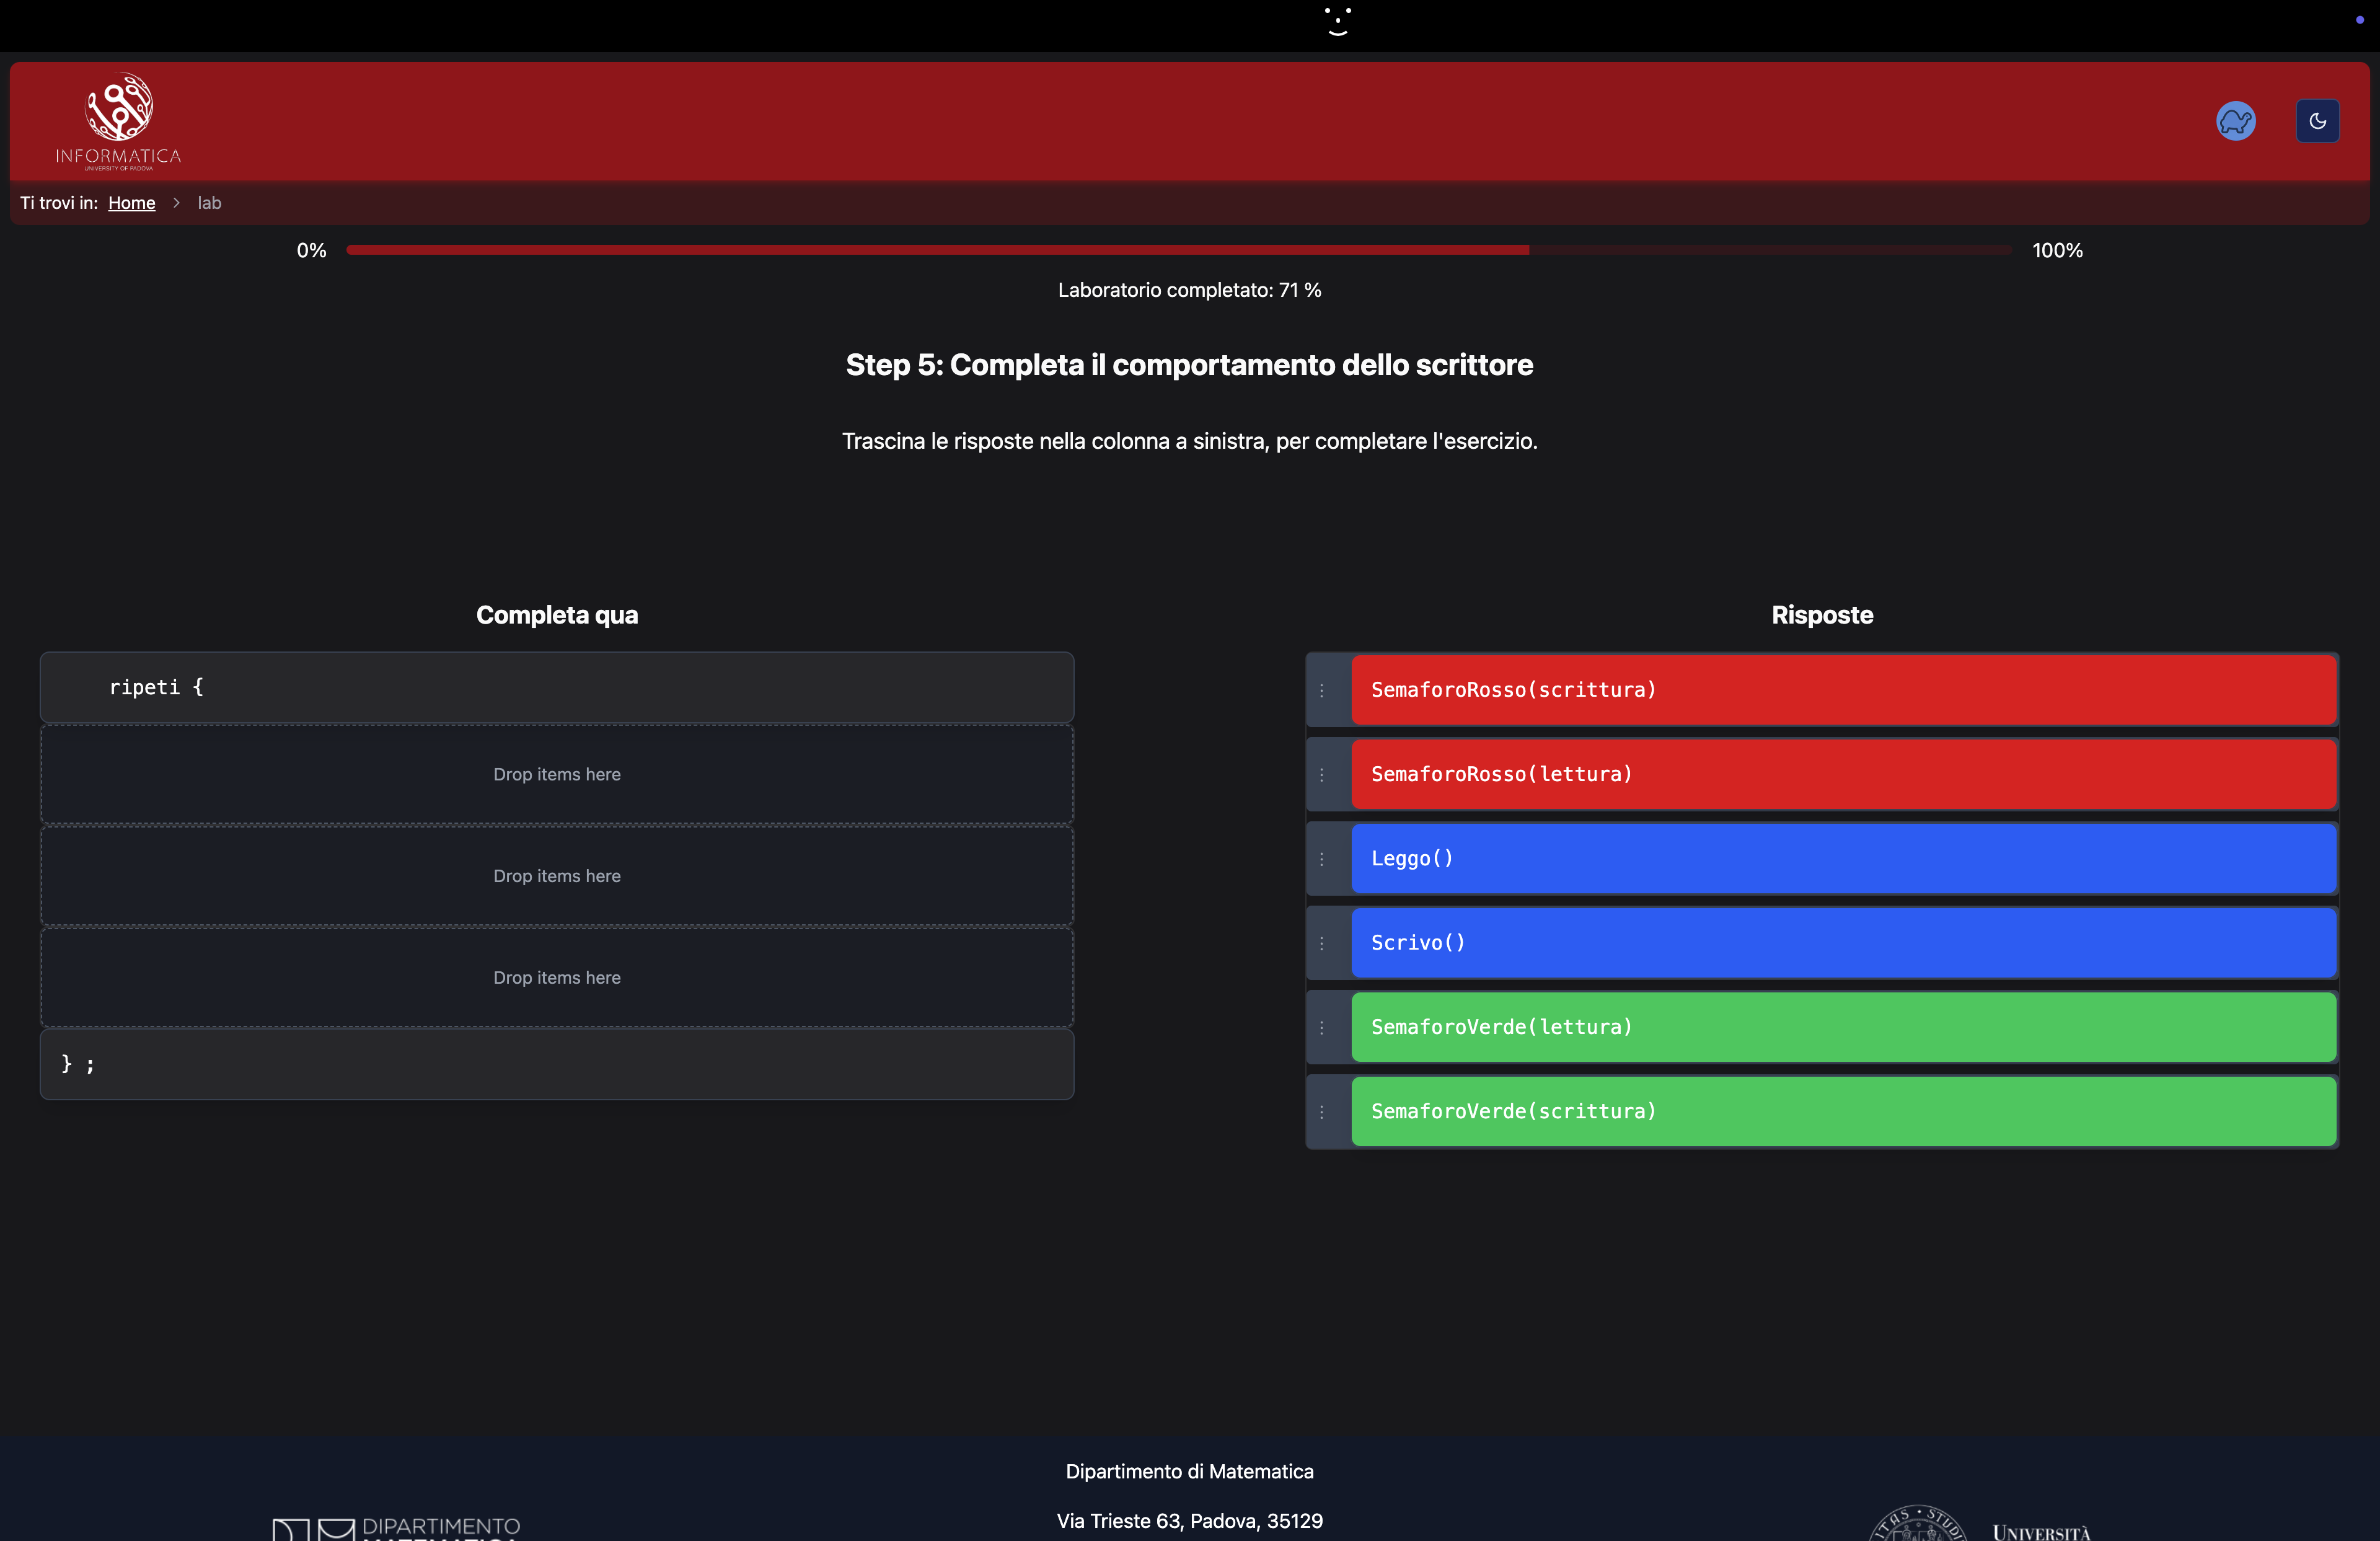 INFORMATICA
UNIVERSITY OF PADOVA
Ti trovi in: Home > lab
0% 100%
Laboratorio completato: 71 %
Step 5: Completa il comportamento dello scrittore
Trascina le risposte nella colonna a sinistra, per completare l'esercizio.
Completa qua
ripeti {
Drop items here
Drop items here
Drop items here
} ;
Risposte
SemaforoRosso(scrittura)
SemaforoRosso(lettura)
Leggo()
Scrivo()
SemaforoVerde(lettura)
SemaforoVerde(scrittura)
Dipartimento di Matematica
Via Trieste 63, Padova, 35129
DIPARTIMENTO
UNIVERSITÀ